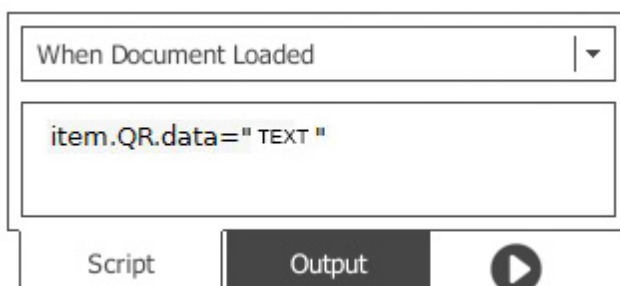 When Document Loaded
item.QR.data=" TEXT "
Script Output